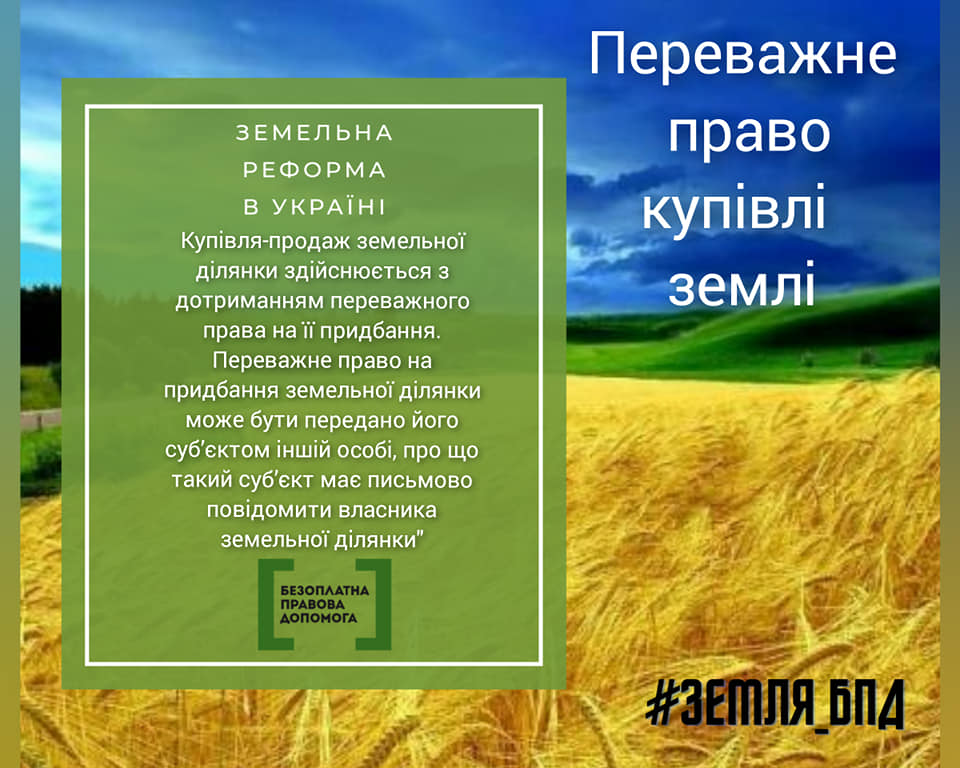 Переважне
право
купівлі
землі
ЗЕМЕЛЬНА
РЕФОРМА
В УКРАЇНІ
Купівля-продаж земельної
ділянки здійснюється з
дотриманням переважного
права на її придбання.
Переважне право на
придбання земельної ділянки
може бути передано його
суб’єктом іншій особі, про що
такий суб’єкт має письмово
повідомити власника
земельної ділянки"
БЕЗОПЛАТНА
ПРАВОВА
ДОПОМОГА
#ЗЕМЛЯ_БПД